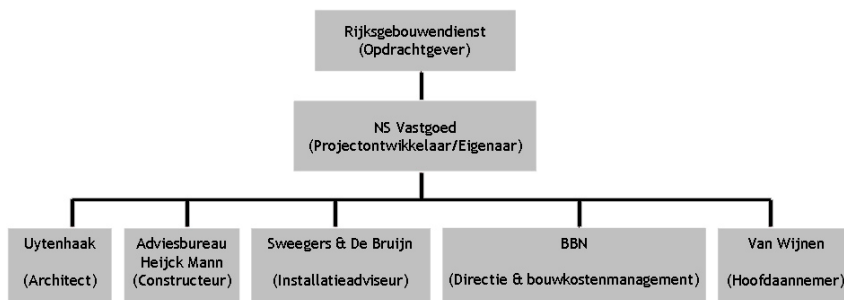 Rijksgebouwendienst
(Opdrachtgever)
NS Vastgoed
(Projectontwikkelaar/Eigenaar)
Uytenhaak
(Architect)
Adviesbureau
Heijck Mann
(Constructeur)
Sweegers & De Bruijn
(Installatieadviseur)
BBN
(Directie & bouwkostenmanagement)
Van Wijnen
(Hoofdaannemer)